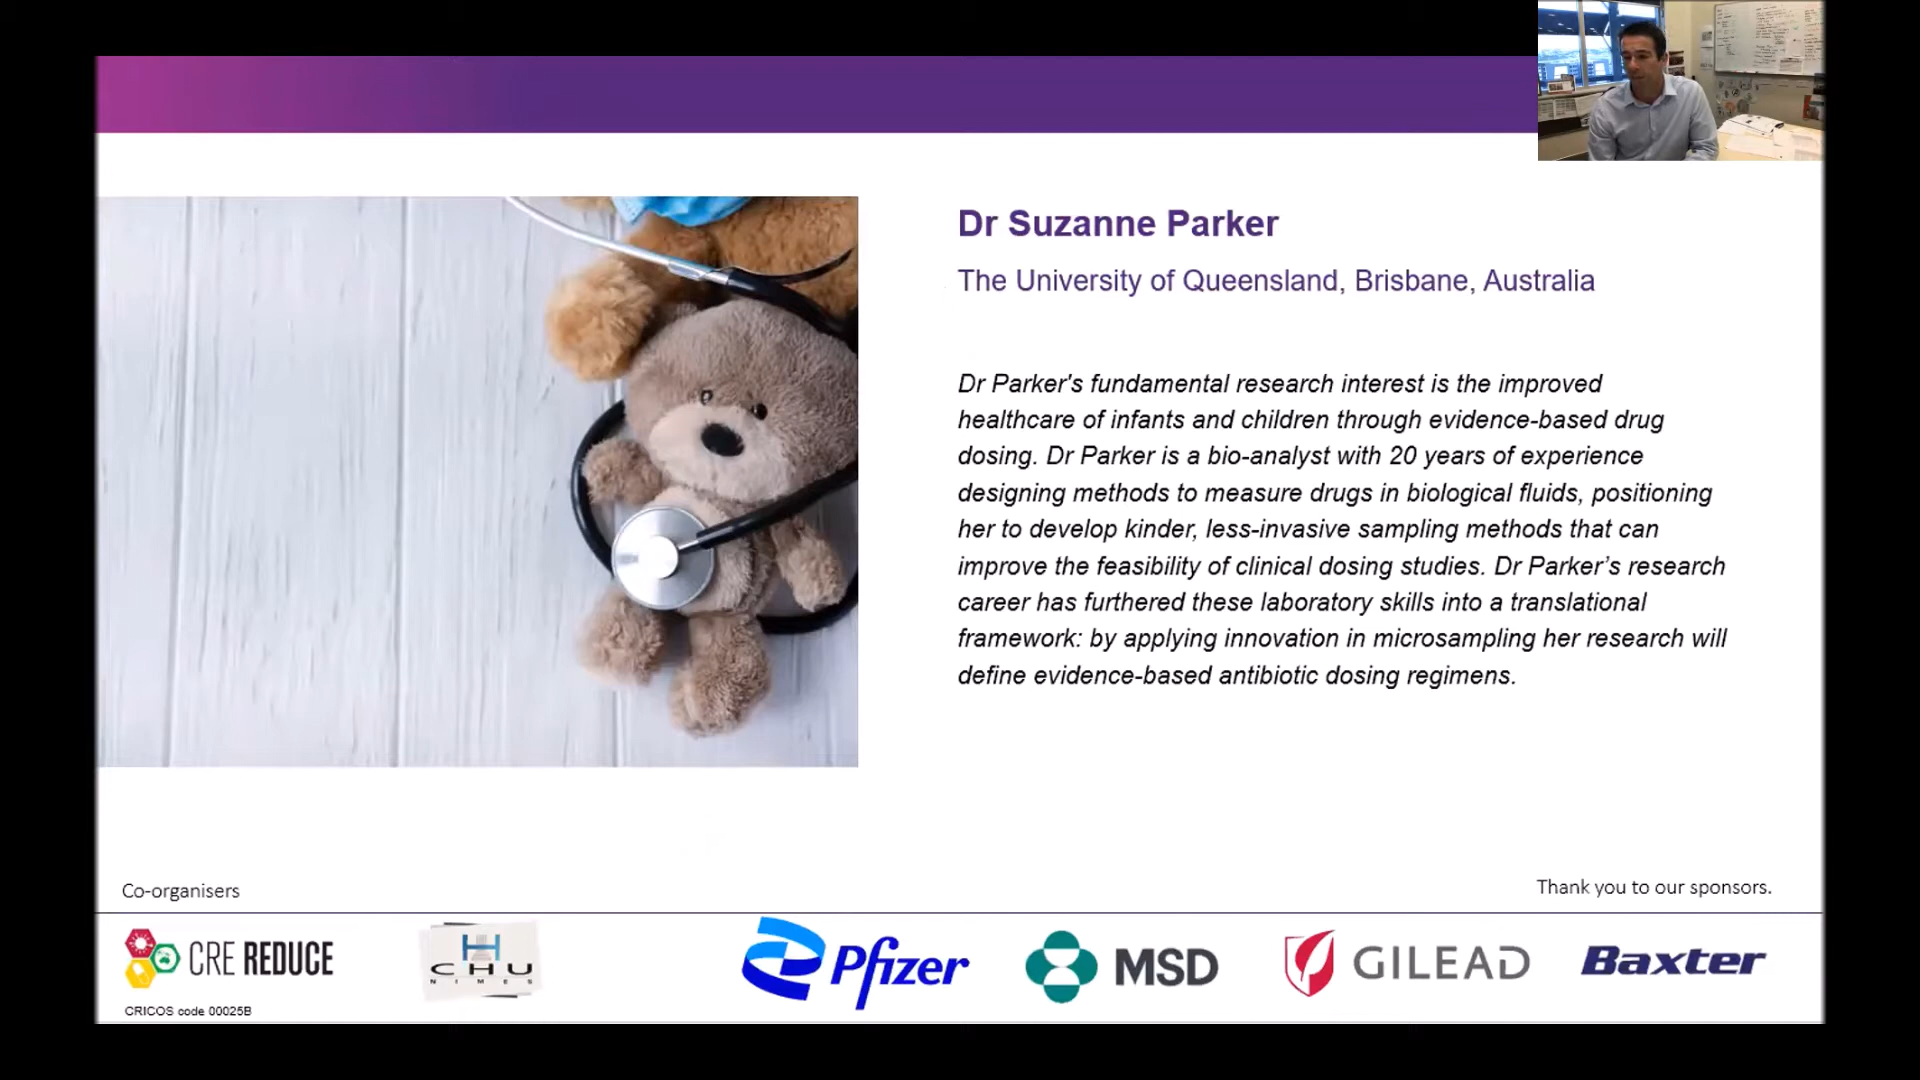 Dr Suzanne Parker
The University of Queensland, Brisbane, Australia
Dr Parker's fundamental research interest is the improved
healthcare of infants and children through evidence-based drug
dosing. Dr Parker is a bio-analyst with 20 years of experience
designing methods to measure drugs in biological fluids, positioning
her to develop kinder, less-invasive sampling methods that can
improve the feasibility of clinical dosing studies. Dr Parker’s research
career has furthered these laboratory skills into a translational
framework: by applying innovation in microsampling her research will
define evidence-based antibiotic dosing regimens.
Co-organisers
Thank you to our sponsors.
CRE REDUCE
CHU
NIMES
Pfizer
MSD
GILEAD
Baxter
CRICOS code 00025B